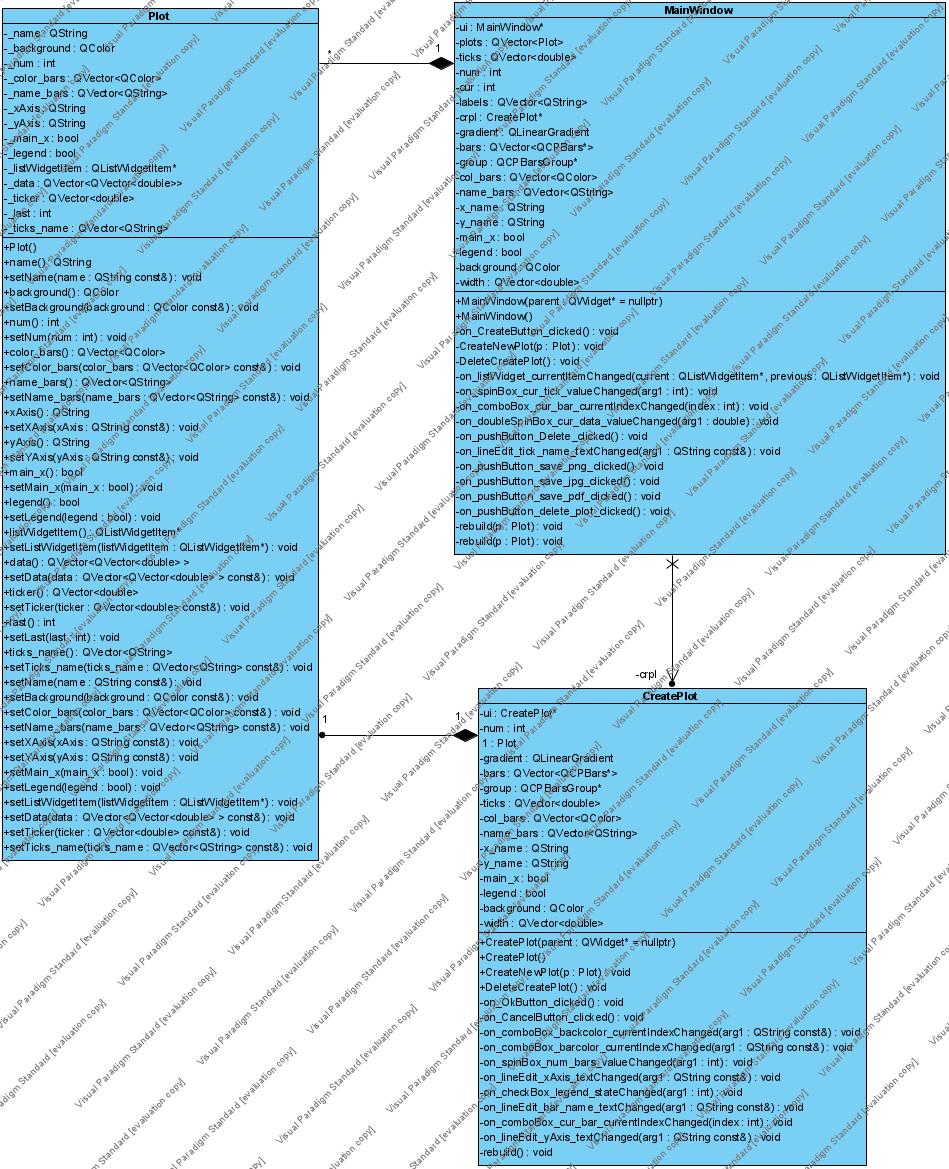 Plot
-_name : QString
-_background : QColor
-_num : int
-_color_bars : QVector<QColor>
-_name_bars : QVector<QString>
-_xAxis : QString
-_yAxis : QString
-_main_x : bool
-_legend : bool
-_listWidgetItem : QListWidgetItem*
-_data : QVector<QVector<double>>
-_ticker : QVector<double>
-_last : int
-_ticks_name : QVector<QString>
+Plot()
+name() : QString
+setName(name : QString const&) : void
+background() : QColor
+setBackground(background : QColor const&) : void
+num() : int
+setNum(num : int) : void
+color_bars() : QVector<QColor>
+setColor_bars(color_bars : QVector<QColor> const&) : void
+name_bars() : QVector<QString>
+setName_bars(name_bars : QVector<QString> const&) : void
+xAxis() : QString
+setXAxis(xAxis : QString const&) : void
+yAxis() : QString
+setYAxis(yAxis : QString const&) : void
+main_x() : bool
+setMain_x(main_x : bool) : void
+legend() : bool
+setLegend(legend : bool) : void
+listWidgetItem() : QListWidgetItem*
+setListWidgetItem(listWidgetItem : QListWidgetItem*) : void
+data() : QVector<QVector<double> >
+setData(data : QVector<QVector<double> > const&) : void
+ticker() : QVector<double>
+setTicker(ticker : QVector<double> const&) : void
+last() : int
+setLast(last : int) : void
+ticks_name() : QVector<QString>
+setTicks_name(ticks_name : QVector<QString> const&) : void
+setName(name : QString const&) : void
+setBackground(background : QColor const&) : void
+setColor_bars(color_bars : QVector<QColor> const&) : void
+setName_bars(name_bars : QVector<QString> const&) : void
+setXAxis(xAxis : QString const&) : void
+setYAxis(yAxis : QString const&) : void
+setMain_x(main_x : bool) : void
+setLegend(legend : bool) : void
+setListWidgetItem(listWidgetItem : QListWidgetItem*) : void
+setData(data : QVector<QVector<double> > const&) : void
+setTicker(ticker : QVector<double> const&) : void
+setTicks_name(ticks_name : QVector<QString> const&) : void
*
1
MainWindow
-ui : MainWindow*
-plots : QVector<Plot>
-ticks : QVector<double>
-num : int
-cur : int
-labels : QVector<QString>
-crpl : CreatePlot*
-gradient : QLinearGradient
-bars : QVector<QCPBars*>
-group : QCPBarsGroup*
-col_bars : QVector<QColor>
-name_bars : QVector<QString>
-x_name : QString
-y_name : QString
-main_x : bool
-legend : bool
-background : QColor
-width : QVector<double>
+MainWindow(parent : QWidget* = nullptr)
+MainWindow()
-on_CreateButton_clicked() : void
-CreateNewPlot(p : Plot) : void
-DeleteCreatePlot() : void
-on_listWidget_currentItemChanged(current : QListWidgetItem*, previous : QListWidgetItem*) : void
-on_spinBox_cur_tick_valueChanged(arg1 : int) : void
-on_comboBox_cur_bar_currentIndexChanged(index : int) : void
-on_doubleSpinBox_cur_data_valueChanged(arg1 : double) : void
-on_pushButton_Delete_clicked() : void
-on_lineEdit_tick_name_textChanged(arg1 : QString const&) : void
-on_pushButton_save_png_clicked() : void
-on_pushButton_save_jpg_clicked() : void
-on_pushButton_save_pdf_clicked() : void
-on_pushButton_delete_plot_clicked() : void
-rebuild(p : Plot) : void
-rebuild(p : Plot) : void
-crpl
1
1
CreatePlot
-ui : CreatePlot*
-num : int
1 : Plot
-gradient : QLinearGradient
-bars : QVector<QCPBars*>
-group : QCPBarsGroup*
-ticks : QVector<double>
-col_bars : QVector<QColor>
-name_bars : QVector<QString>
-x_name : QString
-y_name : QString
-main_x : bool
-legend : bool
-background : QColor
-width : QVector<double>
+CreatePlot(parent : QWidget* = nullptr)
+CreatePlot()
-CreateNewPlot(p : Plot) : void
+DeleteCreatePlot() : void
-on_OkButton_clicked() : void
-on_CancelButton_clicked() : void
-on_comboBox_backcolor_currentIndexChanged(arg1 : QString const&) : void
-on_comboBox_barcolor_currentIndexChanged(arg1 : QString const&) : void
-on_spinBox_num_bars_valueChanged(arg1 : int) : void
-on_lineEdit_xAxis_textChanged(arg1 : QString const&) : void
-on_checkBox_legend_stateChanged(arg1 : int) : void
-on_lineEdit_bar_name_textChanged(arg1 : QString const&) : void
-on_comboBox_cur_bar_currentIndexChanged(index : int) : void
-on_lineEdit_yAxis_textChanged(arg1 : QString const&) : void
-rebuild() : void
Visual Paradigm Standard [evaluation copy]